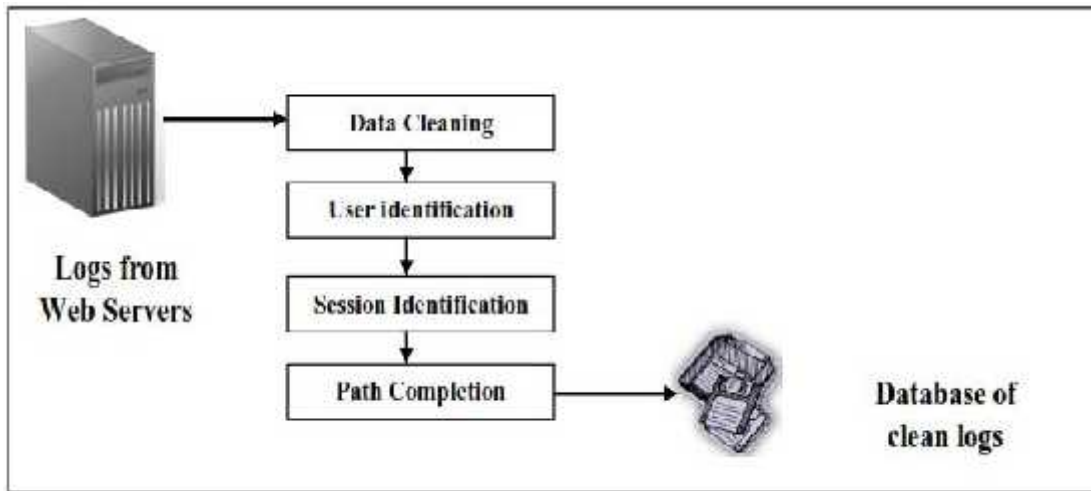 Data Cleaning
User identification
Logs from
Web Servers
Session Identification
Path Completion
Database of
clean logs